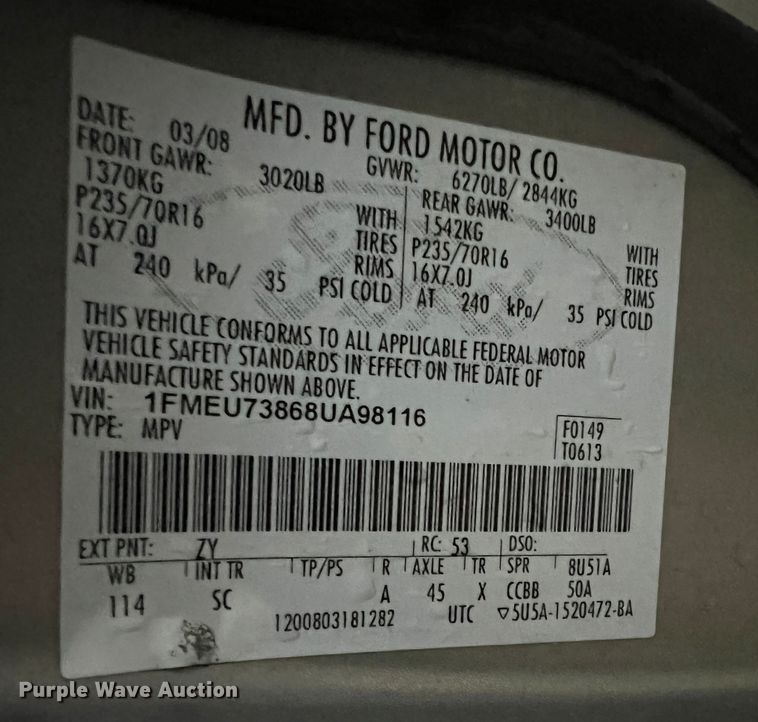 MFD. BY FORD MOTOR CO.
DATE: 03/08 GVWR: 6270LB/ 2844KG
FRONT GAWR: 3020LB REAR GAWR: 3400LB
1370KG WITH 1542KG WITH
P235/70R16 TIRES P235/70R16 TIRES
16X7.0J RIMS 16X7.0J RIMS
AT 240 kPa/ 35 PSI COLD AT 240 kPa/ 35 PSI COLD
THIS VEHICLE CONFORMS TO ALL APPLICABLE FEDERAL MOTOR
VEHICLE SAFETY STANDARDS IN EFFECT ON THE DATE OF
MANUFACTURE SHOWN ABOVE.
VIN: 1FMEU73868UA98116
TYPE: MPV
F0149
T0613
EXT PNT: ZY RC: 53 DSO:
WB INT TR TP/PS R AXLE TR SPR 8U51A
114 SC A 45 X CCBB 50A
1200803181282 UTC ▽5U5A-1520472-BA
Purple Wave Auction